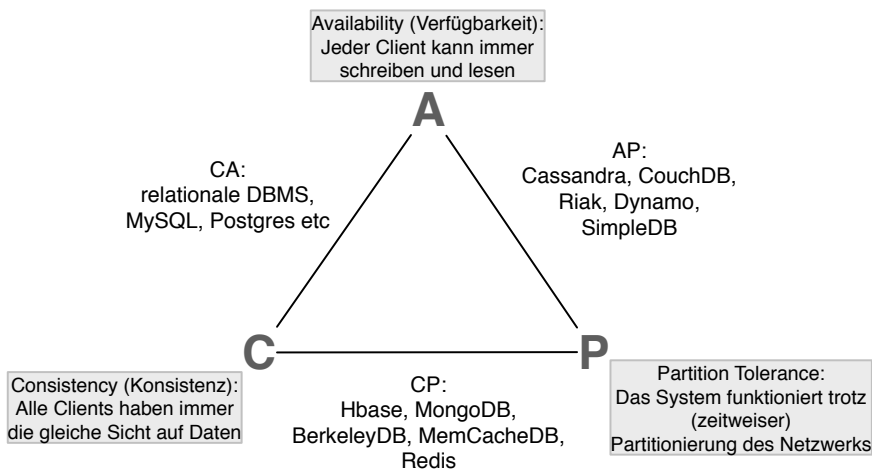 Availability (Verfügbarkeit):
Jeder Client kann immer
schreiben und lesen
A
CA:
relationale DBMS,
MySQL, Postgres etc
AP:
Cassandra, CouchDB,
Riak, Dynamo,
SimpleDB
C
P
Consistency (Konsistenz):
Alle Clients haben immer
die gleiche Sicht auf Daten
CP:
Hbase, MongoDB,
BerkeleyDB, MemCacheDB,
Redis
Partition Tolerance:
Das System funktioniert trotz
(zeitweiser)
Partitionierung des Netzwerks